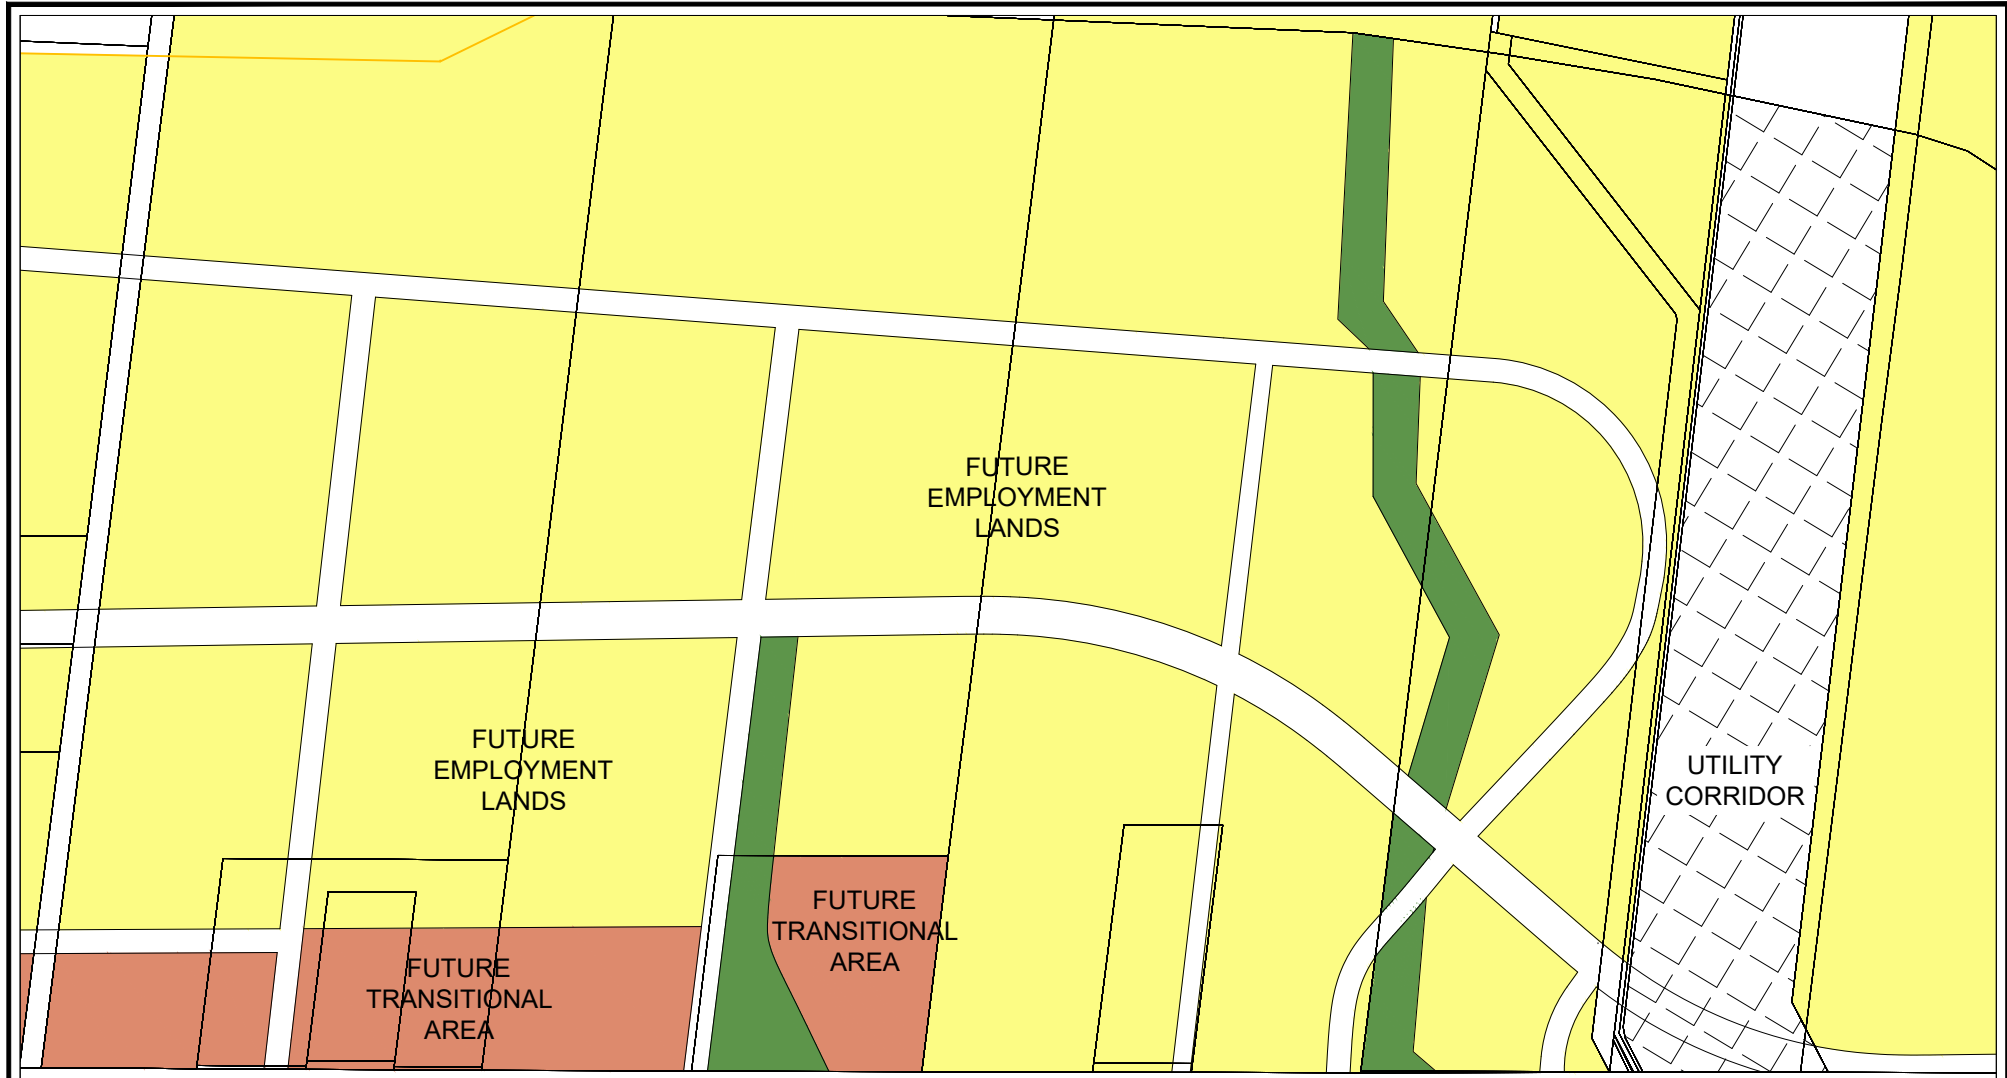 FUTURE
EMPLOYMENT
LANDS
FUTURE
EMPLOYMENT
LANDS
UTILITY
CORRIDOR
FUTURE
TRANSITIONAL
AREA
FUTURE
TRANSITIONAL
AREA